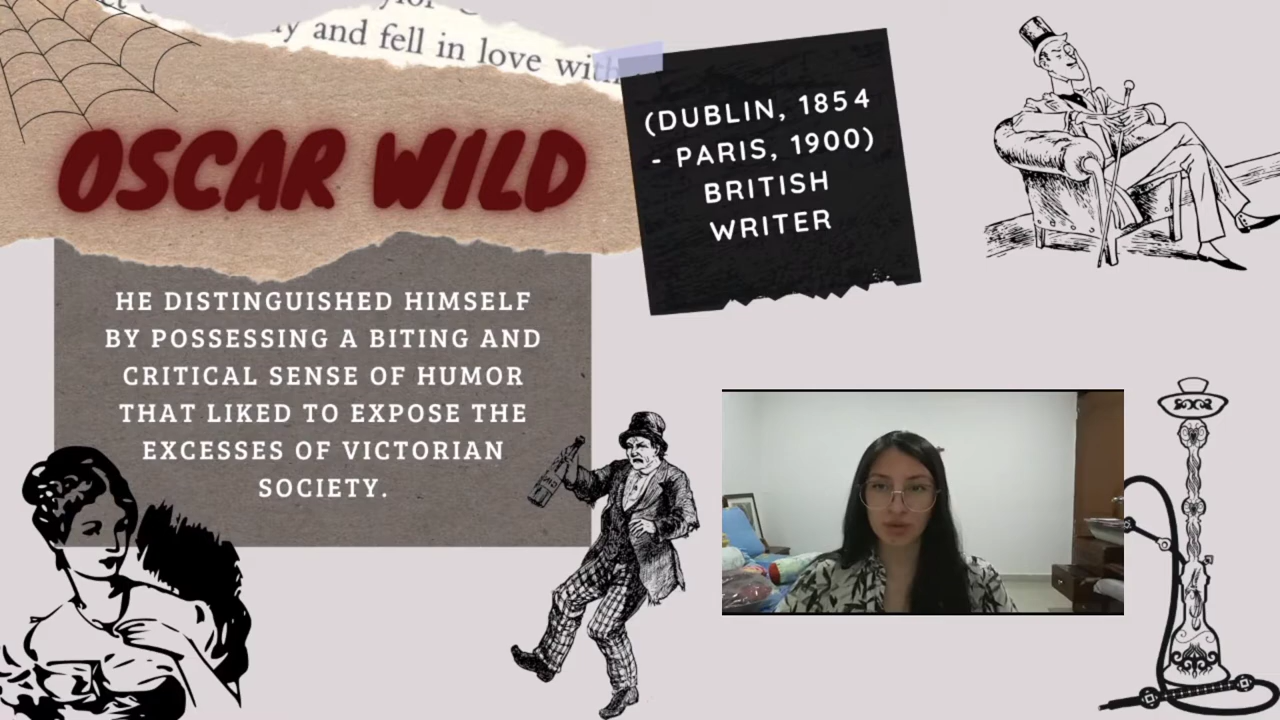 and fell in love with
OSCAR WILD
(DUBLIN, 1854
- PARIS, 1900)
BRITISH
WRITER
HE DISTINGUISHED HIMSELF
BY POSSESSING A BITING AND
CRITICAL SENSE OF HUMOR
THAT LIKED TO EXPOSE THE
EXCESSES OF VICTORIAN
SOCIETY.